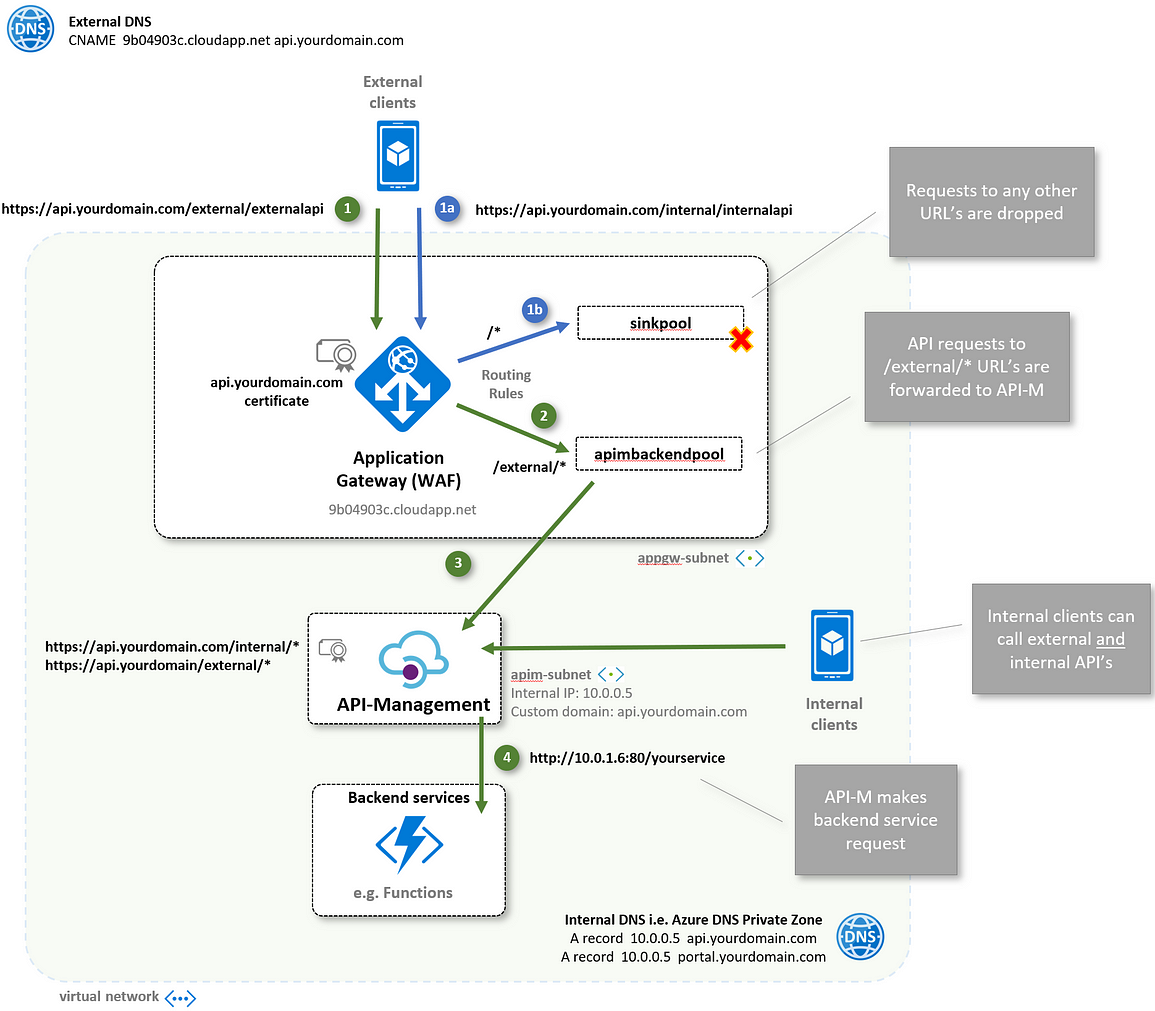 DNS
External DNS
CNAME  9b04903c.cloudapp.net api.yourdomain.com
External
clients
https://api.yourdomain.com/external/externalapi
1
1a
https://api.yourdomain.com/internal/internalapi
Requests to any other
URL's are dropped
1b
/*
sinkpool
Routing
Rules
api.yourdomain.com
certificate
2
/external/*
apimbackendpool
API requests to
/external/* URL's are
forwarded to API-M
Application
Gateway (WAF)
9b04903c.cloudapp.net
appgw-subnet
3
https://api.yourdomain.com/internal/*
https://api.yourdomain/external/*
API-Management
apim-subnet
Internal IP: 10.0.0.5
Custom domain: api.yourdomain.com
Internal
clients
Internal clients can
call external and
internal API's
4
http://10.0.1.6:80/yourservice
API-M makes
backend service
request
Backend services
e.g. Functions
Internal DNS i.e. Azure DNS Private Zone
A record  10.0.0.5  api.yourdomain.com
A record  10.0.0.5  portal.yourdomain.com
DNS
virtual network